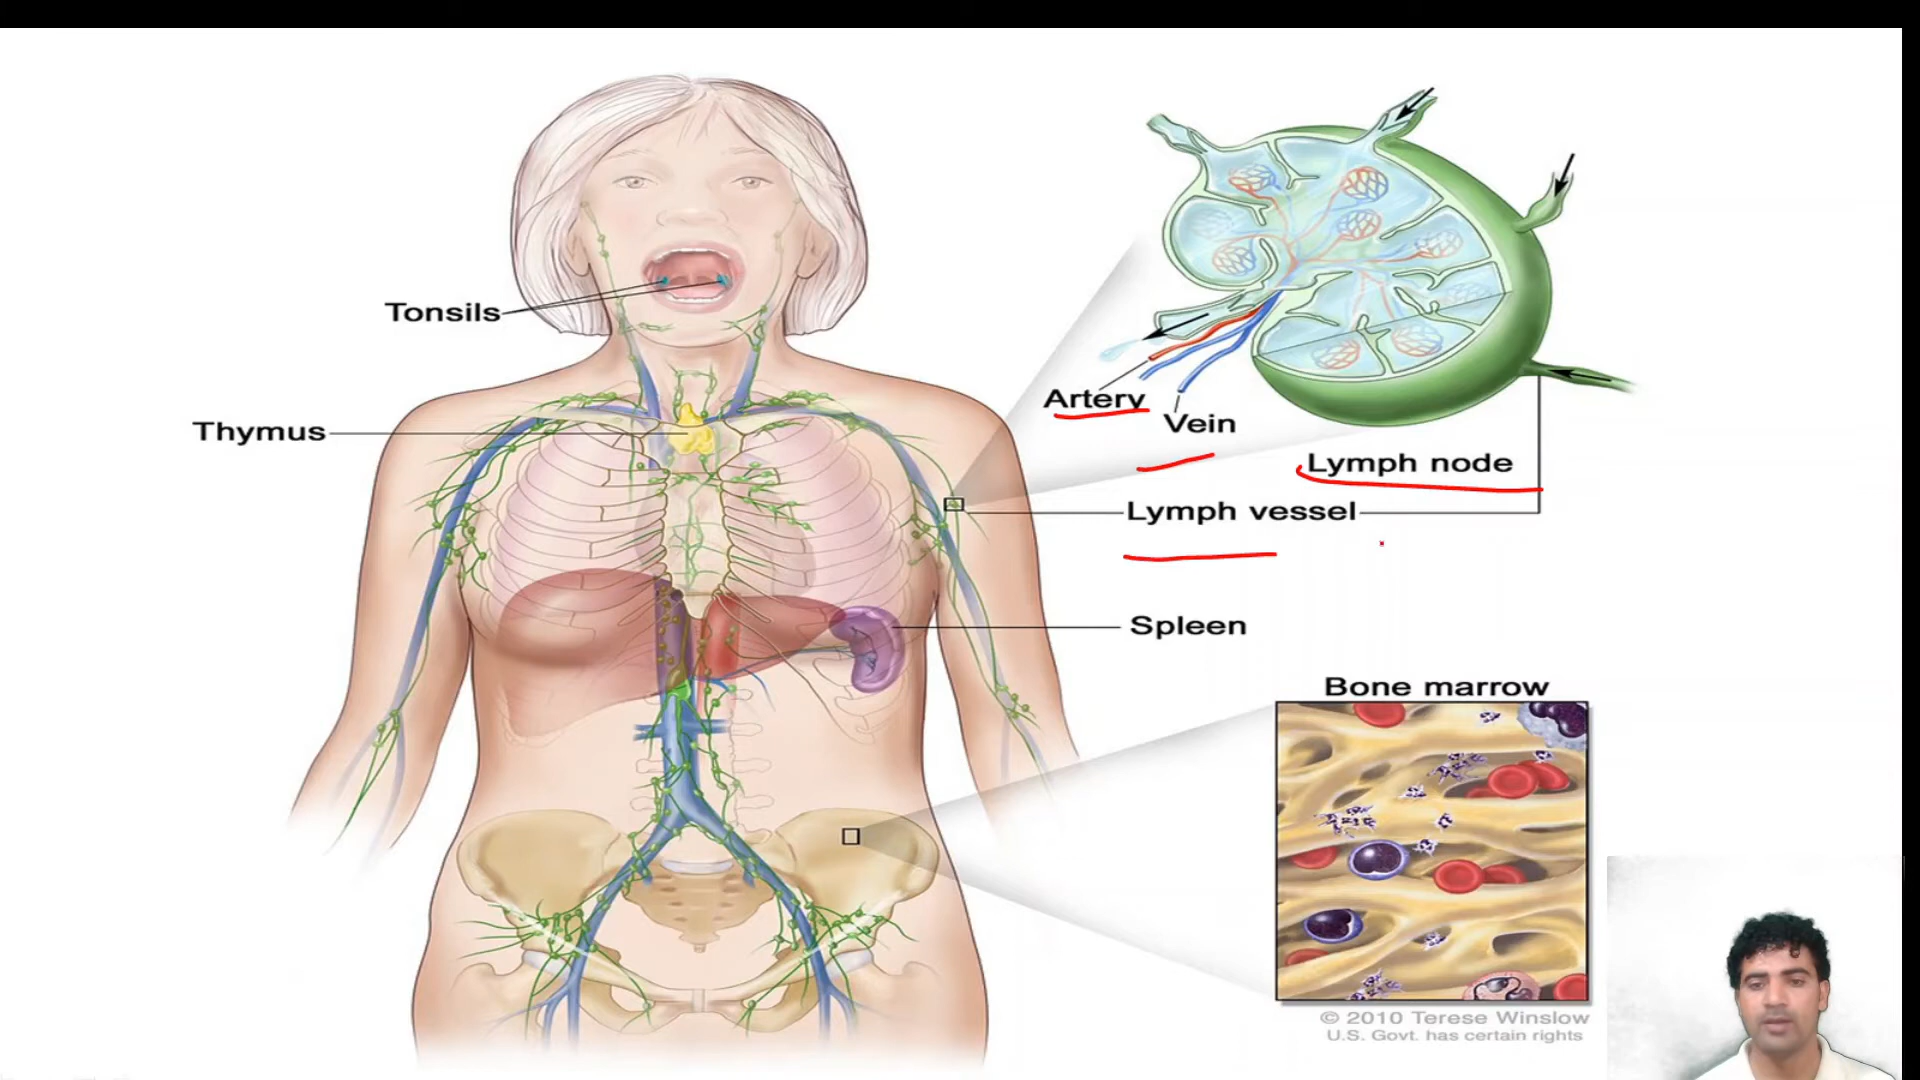 Tonsils
Thymus
Artery
Vein
Lymph node
Lymph vessel
Spleen
Bone marrow
© 2010 Terese Winslow
U.S. Govt. has certain rights